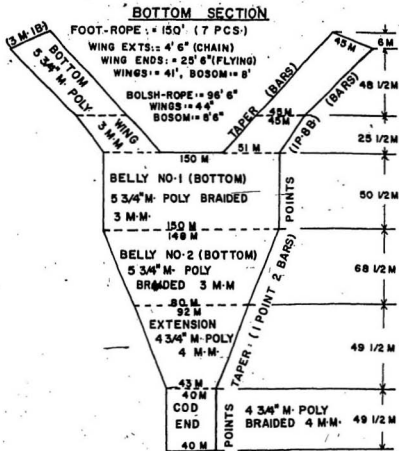 BOTTOM SECTION
FOOT-ROPE := 150' (7 PCS.)
WING EXTS:= 4' 6" (CHAIN)
WING ENDS:= 25' 6" (FLYING)
WINGS:= 41', BOSOM:= 8'
BOLSH-ROPE:= 96' 6"
WINGS:= 44"
BOSOM:= 8'6"
(3 M-1B)
BOTTOM WING
5 3/4" M. POLY
3 M.M.
TAPER (BARS)
45 M
(BARS)
6 M
48 1/2 M
45 M
45 M
(1P-8B)
25 1/2 M
51 M
150 M
BELLY NO.1 (BOTTOM)
5 3/4" M. POLY BRAIDED
3 M.M.
POINTS
50 1/2 M
150 M
148 M
BELLY NO.2 (BOTTOM)
5 3/4" M. POLY
BRAIDED 3 M.M
68 1/2 M
80 M
92 M
EXTENSION
4 3/4" M. POLY
4 M.M.
TAPER: (1 POINT 2 BARS)
49 1/2 M
43 M
40 M
COD
END
40 M
POINTS
4 3/4" M. POLY
BRAIDED 4 M.M.
49 1/2 M